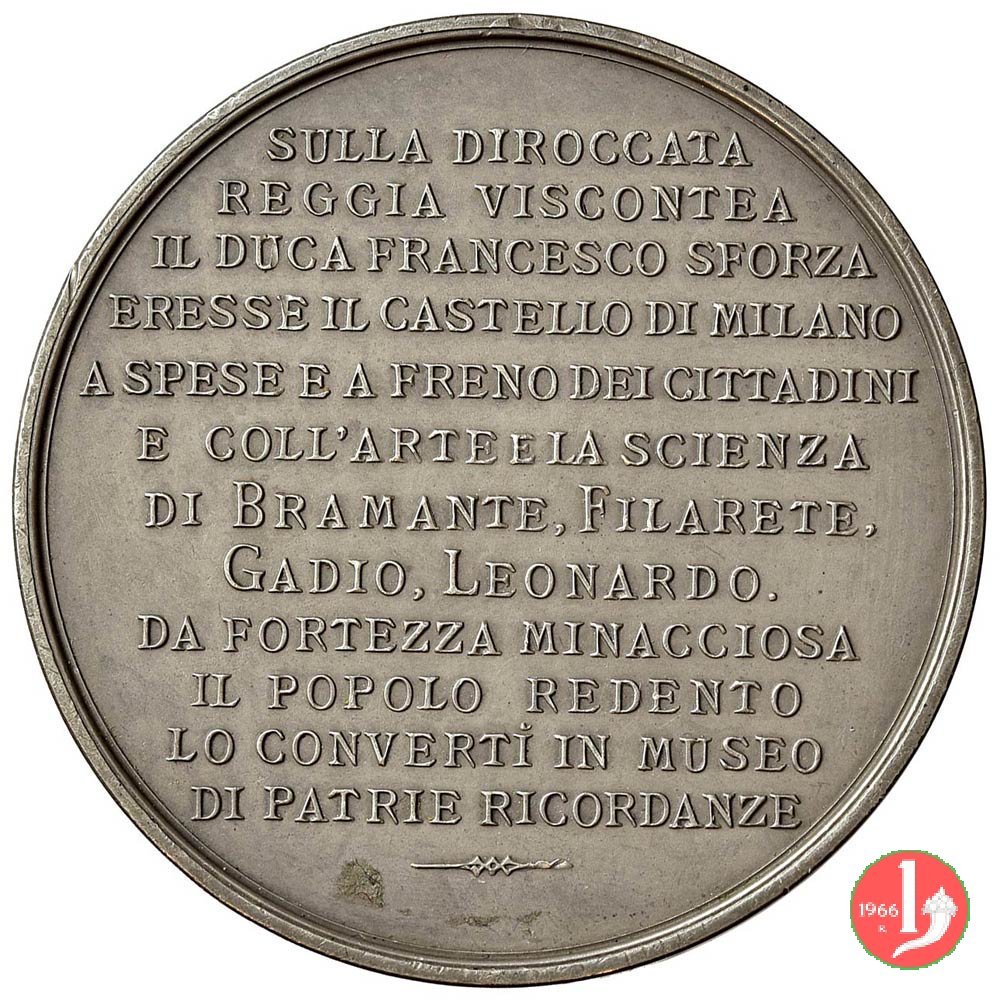 SULLA DIROCCATA
REGGIA VISCONTEA
IL DUCA FRANCESCO SFORZA
ERESSE IL CASTELLO DI MILANO
A SPESE E A FRENO DEI CITTADINI
E COLL'ARTE E LA SCIENZA
DI BRAMANTE, FILARETE,
GADIO, LEONARDO.
DA FORTEZZA MINACCIOSA
IL POPOLO REDENTO
LO CONVERTÌ IN MUSEO
DI PATRIE RICORDANZE
1966
R.